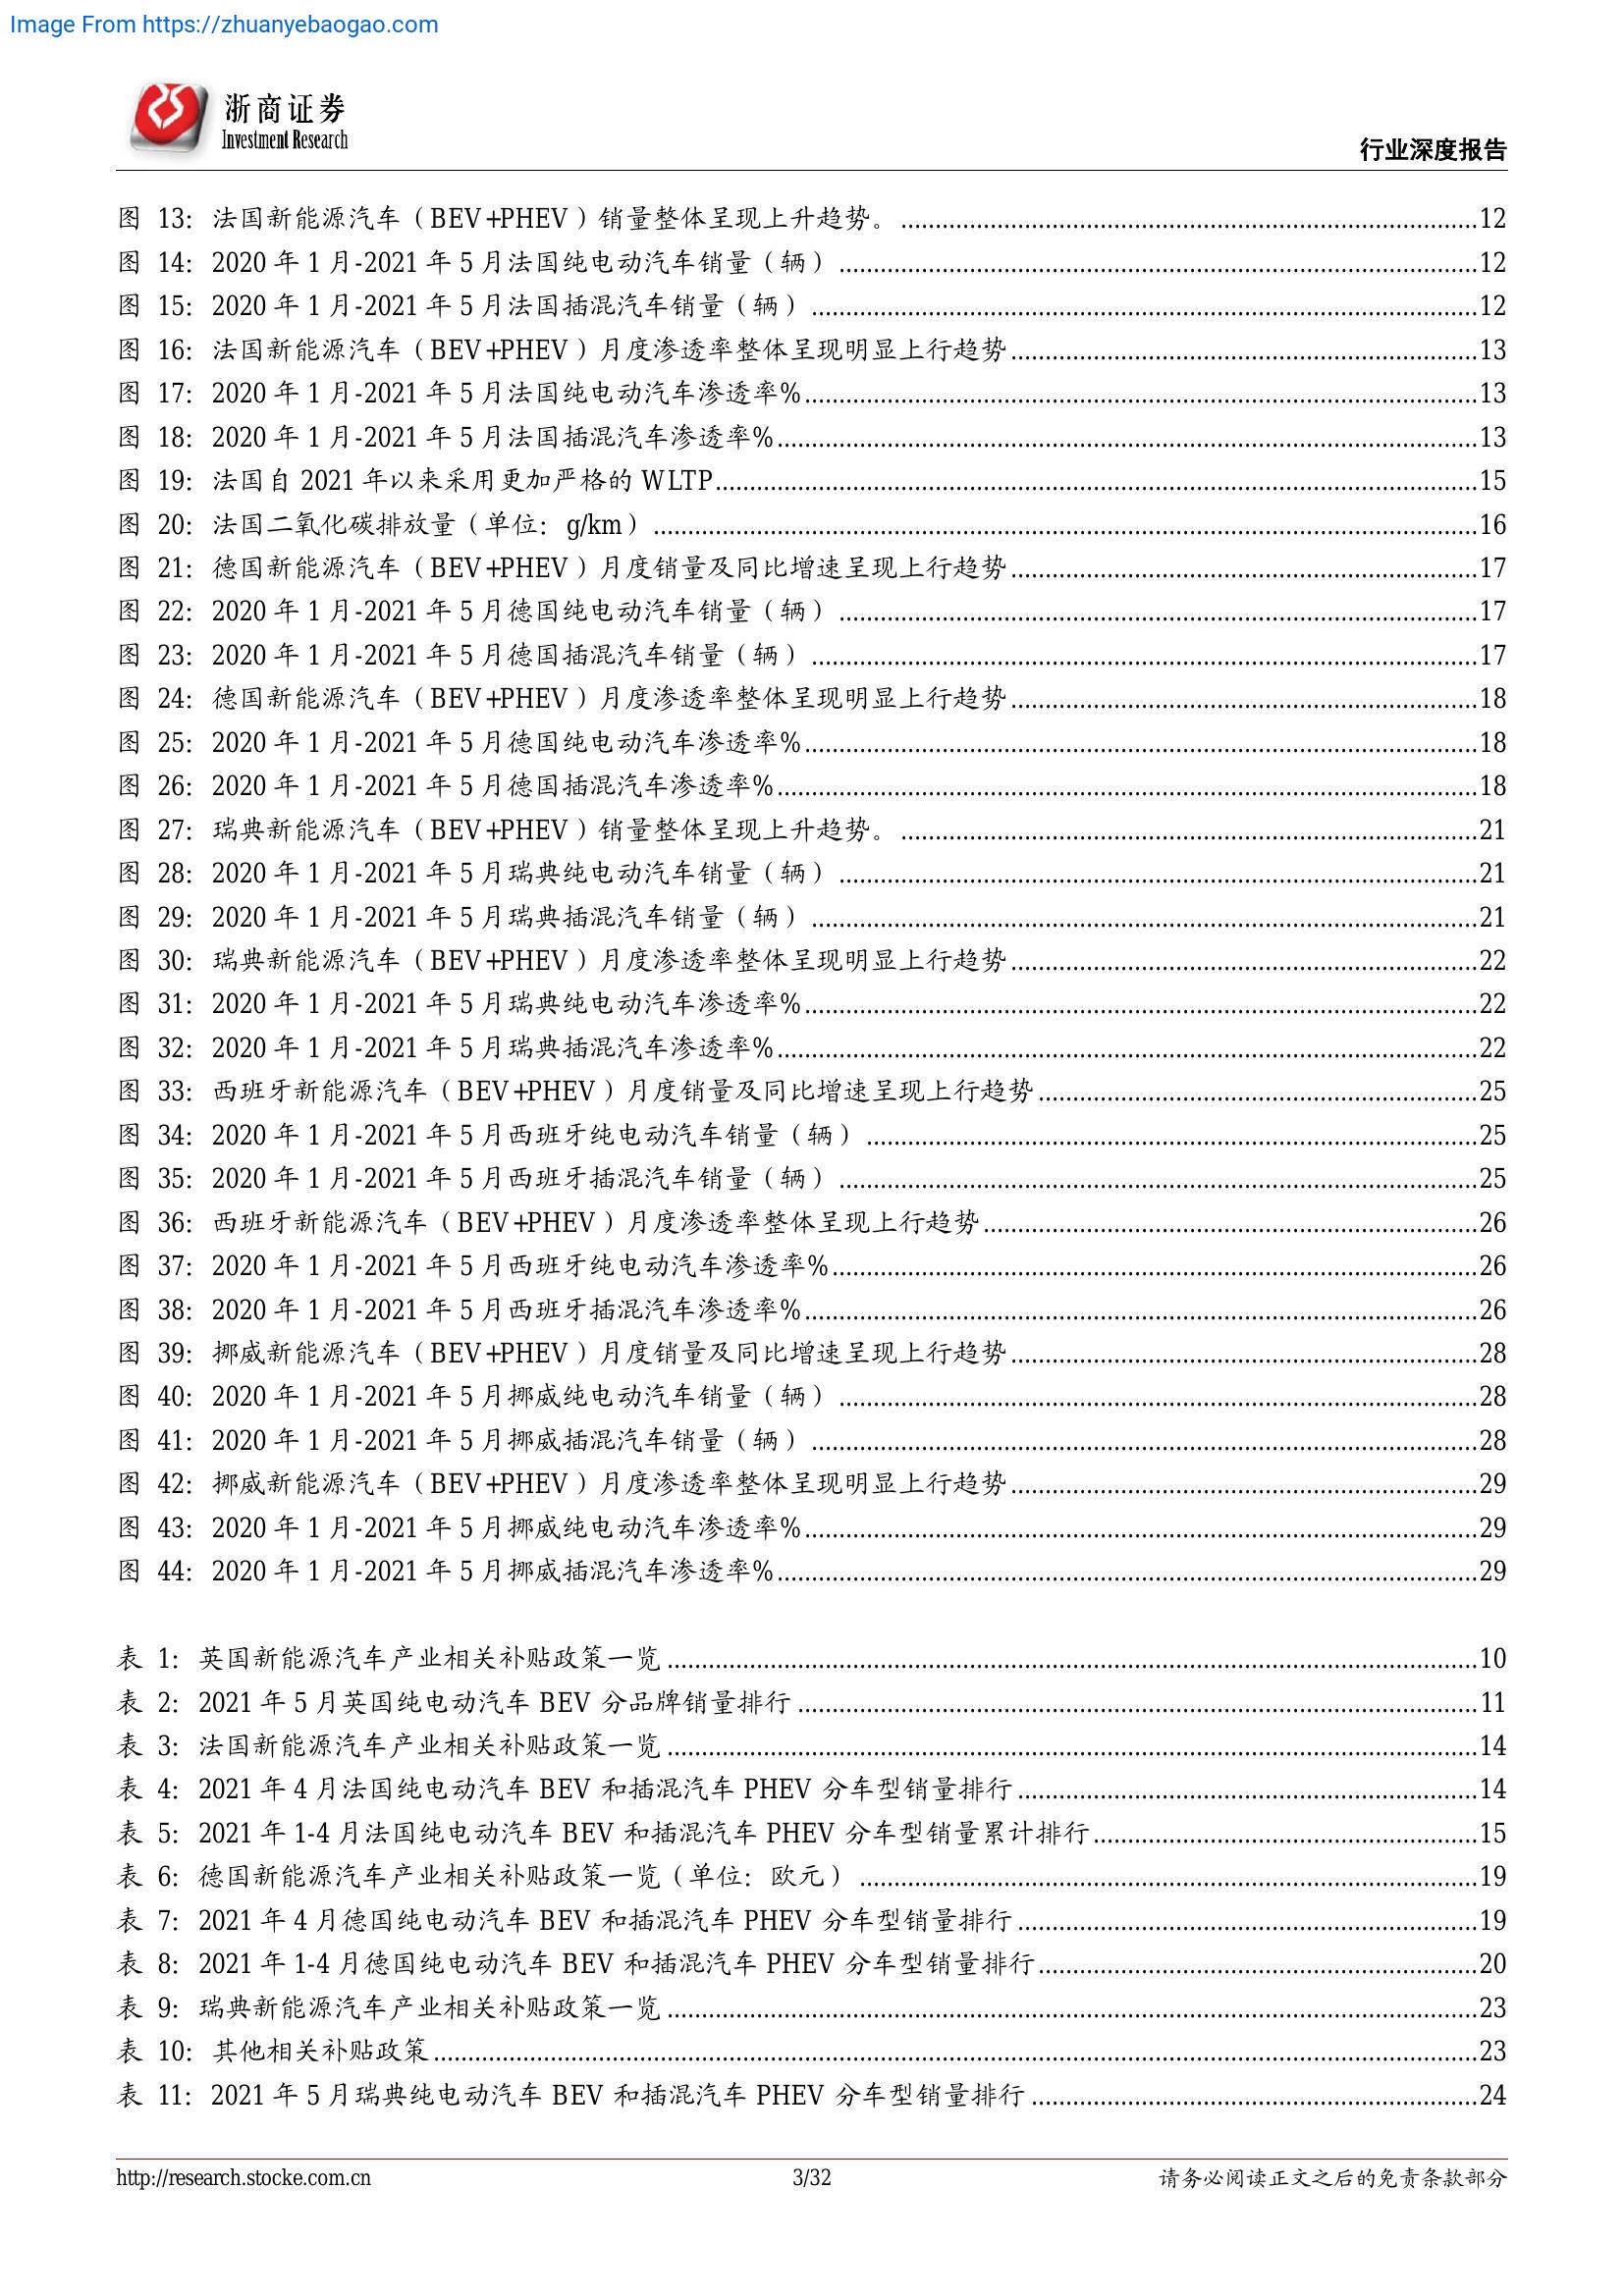 Image From https://zhuanyebaogao.com
浙商证券
Investment Research
行业深度报告
图 13：法国新能源汽车（BEV+PHEV）销量整体呈现上升趋势。 ........ 12
图 14：2020 年 1 月-2021 年 5 月法国纯电动汽车销量（辆） ........ 12
图 15：2020 年 1 月-2021 年 5 月法国插混汽车销量（辆） ........ 12
图 16：法国新能源汽车（BEV+PHEV）月度渗透率整体呈现明显上行趋势 ........ 13
图 17：2020 年 1 月-2021 年 5 月法国纯电动汽车渗透率% ........ 13
图 18：2020 年 1 月-2021 年 5 月法国插混汽车渗透率% ........ 13
图 19：法国自 2021 年以来采用更加严格的 WLTP ........ 15
图 20：法国二氧化碳排放量（单位：g/km） ........ 16
图 21：德国新能源汽车（BEV+PHEV）月度销量及同比增速呈现上行趋势 ........ 17
图 22：2020 年 1 月-2021 年 5 月德国纯电动汽车销量（辆） ........ 17
图 23：2020 年 1 月-2021 年 5 月德国插混汽车销量（辆） ........ 17
图 24：德国新能源汽车（BEV+PHEV）月度渗透率整体呈现明显上行趋势 ........ 18
图 25：2020 年 1 月-2021 年 5 月德国纯电动汽车渗透率% ........ 18
图 26：2020 年 1 月-2021 年 5 月德国插混汽车渗透率% ........ 18
图 27：瑞典新能源汽车（BEV+PHEV）销量整体呈现上升趋势。 ........ 21
图 28：2020 年 1 月-2021 年 5 月瑞典纯电动汽车销量（辆） ........ 21
图 29：2020 年 1 月-2021 年 5 月瑞典插混汽车销量（辆） ........ 21
图 30：瑞典新能源汽车（BEV+PHEV）月度渗透率整体呈现明显上行趋势 ........ 22
图 31：2020 年 1 月-2021 年 5 月瑞典纯电动汽车渗透率% ........ 22
图 32：2020 年 1 月-2021 年 5 月瑞典插混汽车渗透率% ........ 22
图 33：西班牙新能源汽车（BEV+PHEV）月度销量及同比增速呈现上行趋势 ........ 25
图 34：2020 年 1 月-2021 年 5 月西班牙纯电动汽车销量（辆） ........ 25
图 35：2020 年 1 月-2021 年 5 月西班牙插混汽车销量（辆） ........ 25
图 36：西班牙新能源汽车（BEV+PHEV）月度渗透率整体呈现上行趋势 ........ 26
图 37：2020 年 1 月-2021 年 5 月西班牙纯电动汽车渗透率% ........ 26
图 38：2020 年 1 月-2021 年 5 月西班牙插混汽车渗透率% ........ 26
图 39：挪威新能源汽车（BEV+PHEV）月度销量及同比增速呈现上行趋势 ........ 28
图 40：2020 年 1 月-2021 年 5 月挪威纯电动汽车销量（辆） ........ 28
图 41：2020 年 1 月-2021 年 5 月挪威插混汽车销量（辆） ........ 28
图 42：挪威新能源汽车（BEV+PHEV）月度渗透率整体呈现明显上行趋势 ........ 29
图 43：2020 年 1 月-2021 年 5 月挪威纯电动汽车渗透率% ........ 29
图 44：2020 年 1 月-2021 年 5 月挪威插混汽车渗透率% ........ 29
表 1：英国新能源汽车产业相关补贴政策一览 ........ 10
表 2：2021 年 5 月英国纯电动汽车 BEV 分品牌销量排行 ........ 11
表 3：法国新能源汽车产业相关补贴政策一览 ........ 14
表 4：2021 年 4 月法国纯电动汽车 BEV 和插混汽车 PHEV 分车型销量排行 ........ 14
表 5：2021 年 1-4 月法国纯电动汽车 BEV 和插混汽车 PHEV 分车型销量累计排行 ........ 15
表 6：德国新能源汽车产业相关补贴政策一览（单位：欧元） ........ 19
表 7：2021 年 4 月德国纯电动汽车 BEV 和插混汽车 PHEV 分车型销量排行 ........ 19
表 8：2021 年 1-4 月德国纯电动汽车 BEV 和插混汽车 PHEV 分车型销量排行 ........ 20
表 9：瑞典新能源汽车产业相关补贴政策一览 ........ 23
表 10：其他相关补贴政策 ........ 23
表 11：2021 年 5 月瑞典纯电动汽车 BEV 和插混汽车 PHEV 分车型销量排行 ........ 24
http://research.stocke.com.cn 3/32 请务必阅读正文之后的免责条款部分